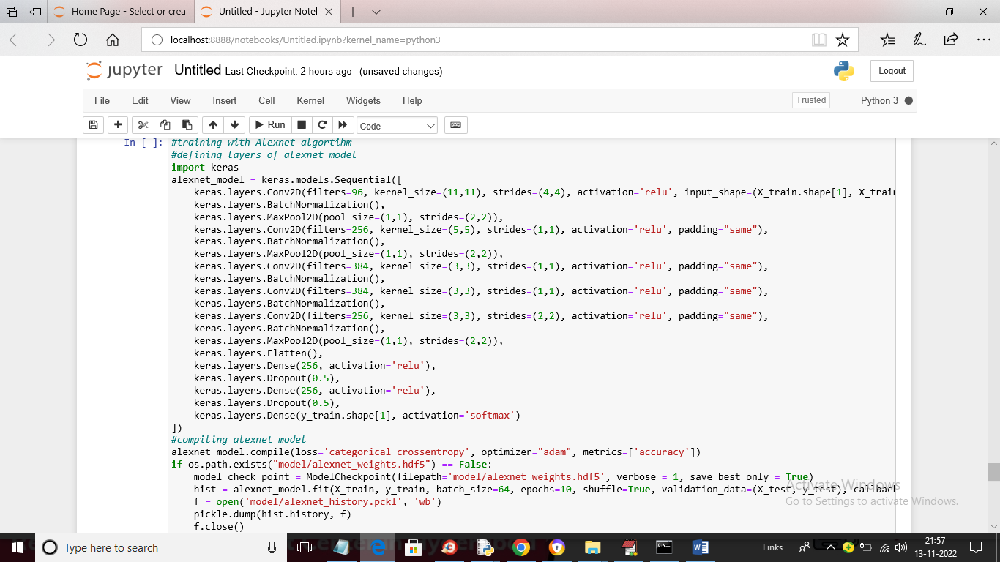 Home Page - Select or creat
Untitled - Jupyter Notel
localhost:8888/notebooks/Untitled.ipynb?kernel_name=python3
jupyter Untitled Last Checkpoint: 2 hours ago (unsaved changes)
Logout
File Edit View Insert Cell Kernel Widgets Help
Trusted
Python 3
Run
Code
In [ ]: #training with Alexnet algortihm
#defining layers of alexnet model
import keras
alexnet_model = keras.models.Sequential([
    keras.layers.Conv2D(filters=96, kernel_size=(11,11), strides=(4,4), activation='relu', input_shape=(X_train.shape[1], X_train
    keras.layers.BatchNormalization(),
    keras.layers.MaxPool2D(pool_size=(1,1), strides=(2,2)),
    keras.layers.Conv2D(filters=256, kernel_size=(5,5), strides=(1,1), activation='relu', padding="same"),
    keras.layers.BatchNormalization(),
    keras.layers.MaxPool2D(pool_size=(1,1), strides=(2,2)),
    keras.layers.Conv2D(filters=384, kernel_size=(3,3), strides=(1,1), activation='relu', padding="same"),
    keras.layers.BatchNormalization(),
    keras.layers.Conv2D(filters=384, kernel_size=(3,3), strides=(1,1), activation='relu', padding="same"),
    keras.layers.BatchNormalization(),
    keras.layers.Conv2D(filters=256, kernel_size=(3,3), strides=(2,2), activation='relu', padding="same"),
    keras.layers.BatchNormalization(),
    keras.layers.MaxPool2D(pool_size=(1,1), strides=(2,2)),
    keras.layers.Flatten(),
    keras.layers.Dense(256, activation='relu'),
    keras.layers.Dropout(0.5),
    keras.layers.Dense(256, activation='relu'),
    keras.layers.Dropout(0.5),
    keras.layers.Dense(y_train.shape[1], activation='softmax')
])
#compiling alexnet model
alexnet_model.compile(loss='categorical_crossentropy', optimizer="adam", metrics=['accuracy'])
if os.path.exists("model/alexnet_weights.hdf5") == False:
    model_check_point = ModelCheckpoint(filepath='model/alexnet_weights.hdf5', verbose = 1, save_best_only = True)
    hist = alexnet_model.fit(X_train, y_train, batch_size=64, epochs=10, shuffle=True, validation_data=(X_test, y_test), callback
    f = open('model/alexnet_history.pckl', 'wb')
    pickle.dump(hist.history, f)
    f.close()
Activate Windows
Go to Settings to activate Windows.
Type here to search
Links
21:57
13-11-2022